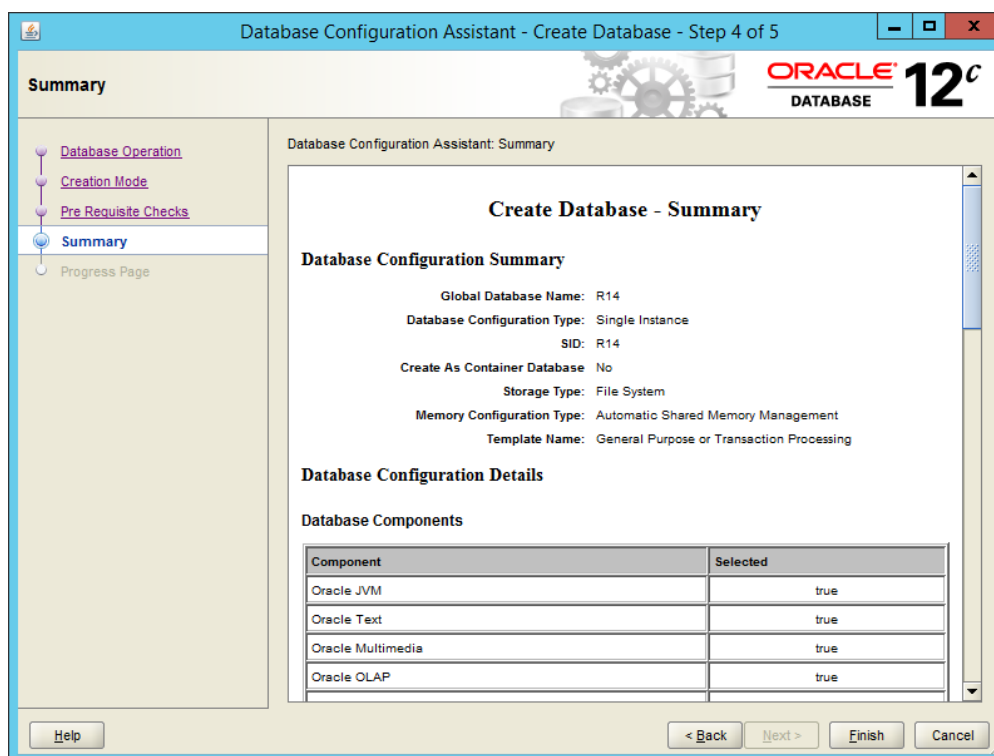 Database Configuration Assistant - Create Database - Step 4 of 5
Summary
ORACLE DATABASE 12c
Database Operation
Creation Mode
Pre Requisite Checks
Summary
Progress Page
Database Configuration Assistant: Summary
Create Database - Summary
Database Configuration Summary
Global Database Name: R14
Database Configuration Type: Single Instance
SID: R14
Create As Container Database No
Storage Type: File System
Memory Configuration Type: Automatic Shared Memory Management
Template Name: General Purpose or Transaction Processing
Database Configuration Details
Database Components
Component Selected
Oracle JVM true
Oracle Text true
Oracle Multimedia true
Oracle OLAP true
Help < Back Next > Finish Cancel